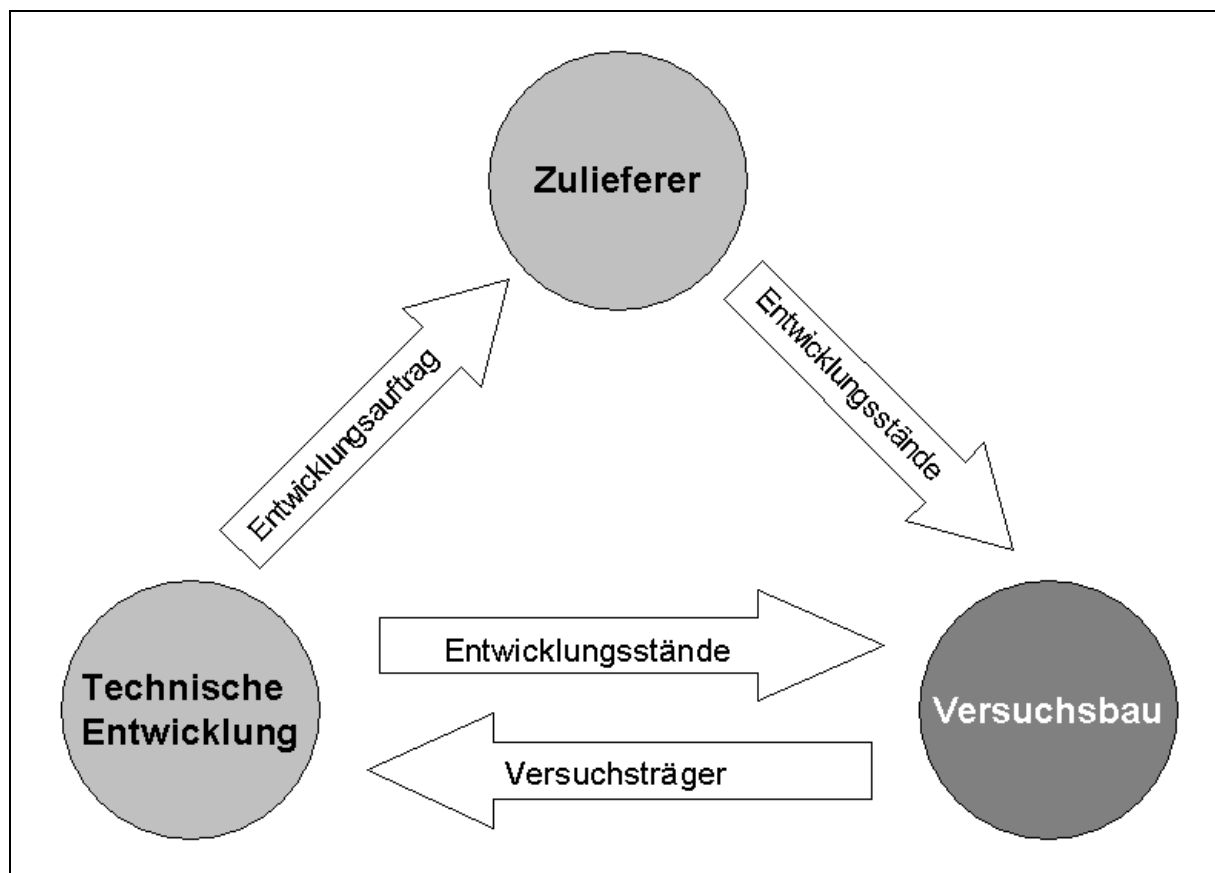 Zulieferer
Entwicklungsauftrag
Entwicklungsstände
Entwicklungsstände
Technische
Entwicklung
Versuchsbau
Versuchsträger